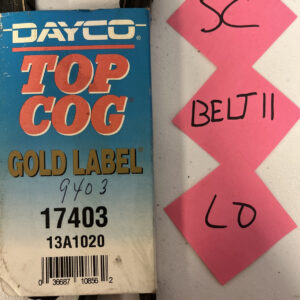 DAYCO®
TOP
COG®
GOLD LABEL®
9403
17403
13A1020
0 36687 10856 2
SC
BELT 11
LO